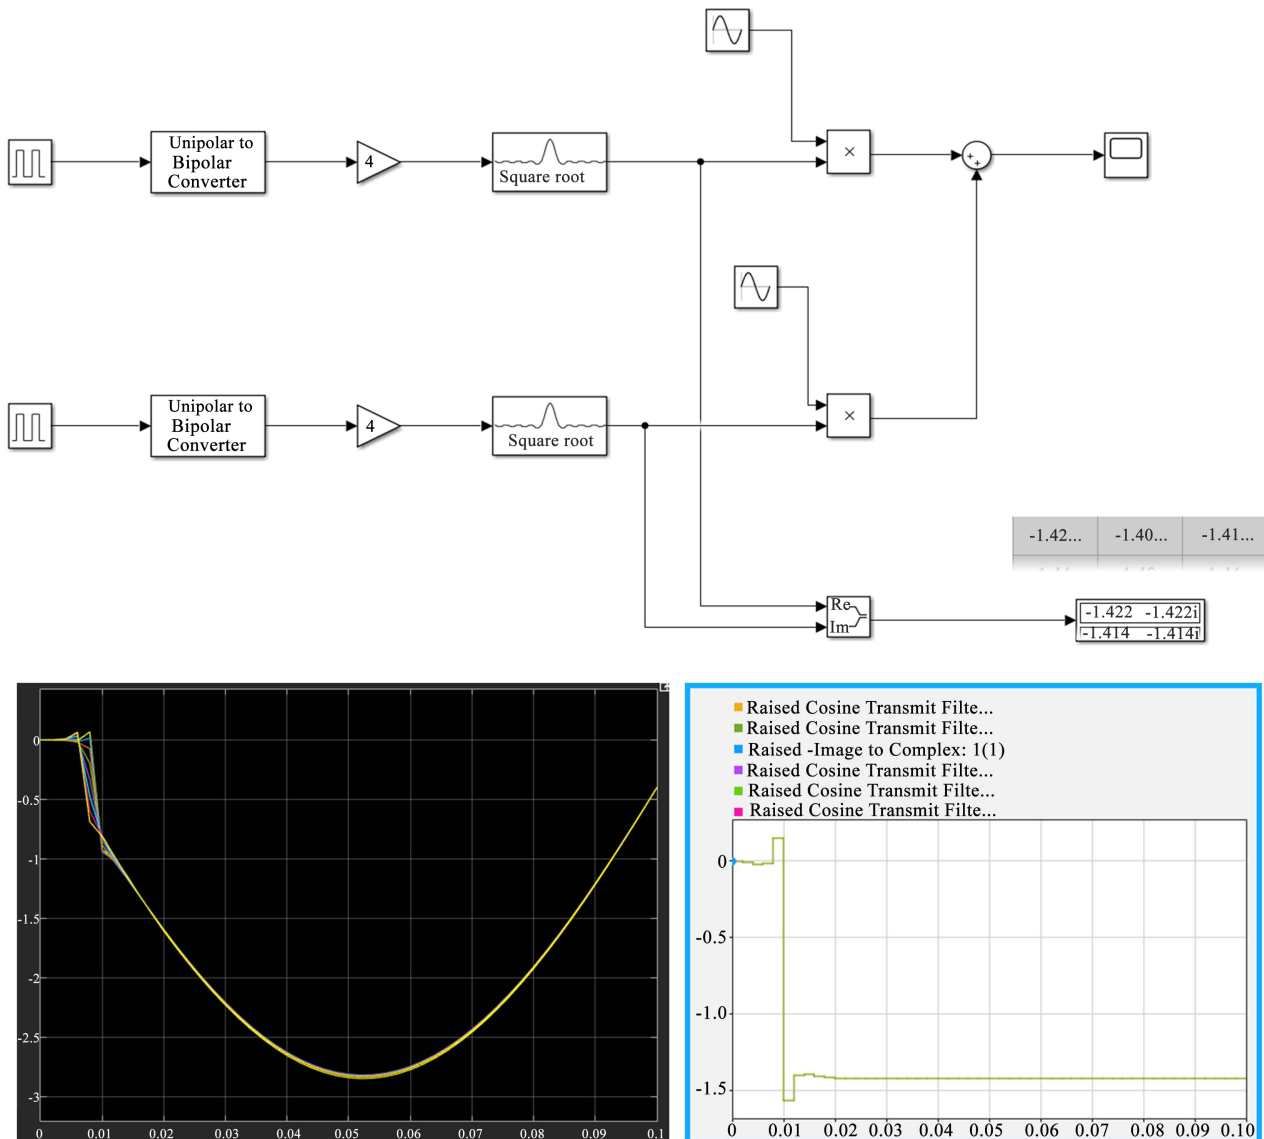 Unipolar to
Bipolar
Converter
4
Square root
×
+
+
Unipolar to
Bipolar
Converter
4
Square root
×
-1.42... -1.40... -1.41...
Re
Im
-1.422 -1.422i
-1.414 -1.414i
0
-0.5
-1
-1.5
-2
-2.5
-3
0 0.01 0.02 0.03 0.04 0.05 0.06 0.07 0.08 0.09 0.1
Raised Cosine Transmit Filte...
Raised Cosine Transmit Filte...
Raised -Image to Complex: 1(1)
Raised Cosine Transmit Filte...
Raised Cosine Transmit Filte...
Raised Cosine Transmit Filte...
0
-0.5
-1.0
-1.5
0 0.01 0.02 0.03 0.04 0.05 0.06 0.07 0.08 0.09 0.10